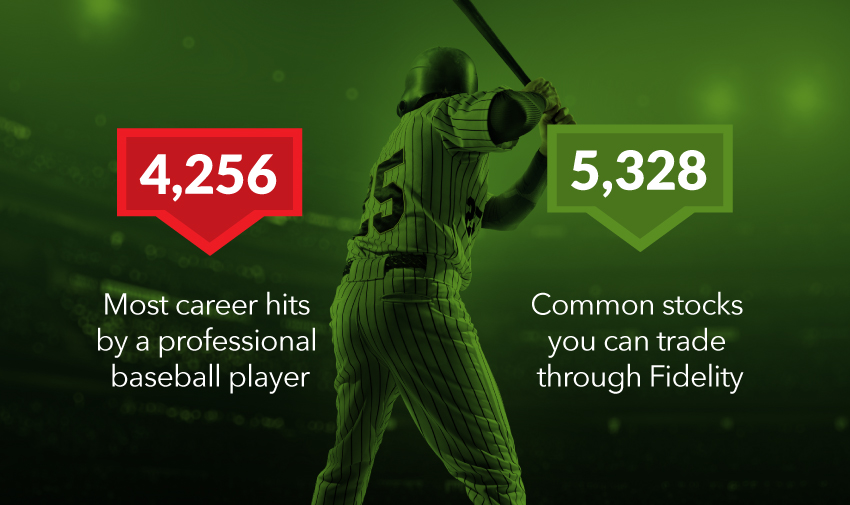 4,256
Most career hits
by a professional
baseball player
5,328
Common stocks
you can trade
through Fidelity